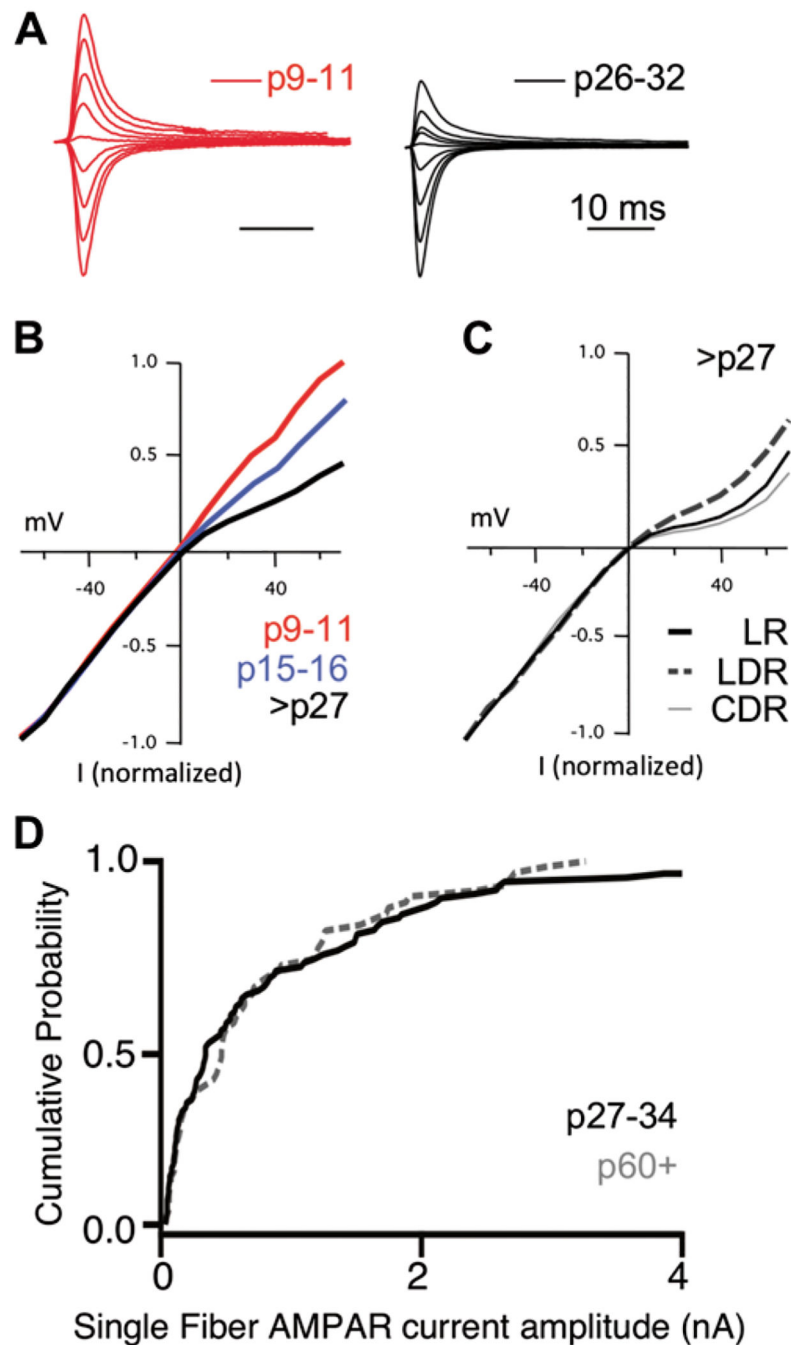 A
p9-11
p26-32
10 ms
B
1.0
0.5
mV
-40
40
-0.5
-1.0
p9-11
p15-16
>p27
I (normalized)
C
>p27
1.0
0.5
mV
-40
40
-0.5
-1.0
LR
LDR
CDR
I (normalized)
D
1.0
0.5
0.0
Cumulative Probability
p27-34
p60+
0
2
4
Single Fiber AMPAR current amplitude (nA)